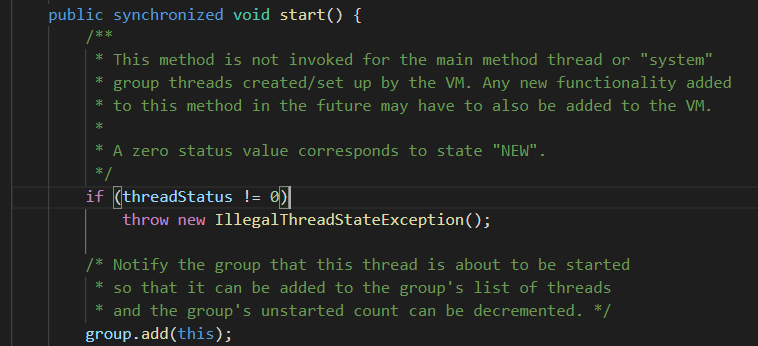 public synchronized void start() {
/**
* This method is not invoked for the main method thread or "system"
* group threads created/set up by the VM. Any new functionality added
* to this method in the future may have to also be added to the VM.
*
* A zero status value corresponds to state "NEW".
*/
if (threadStatus != 0)
throw new IllegalThreadStateException();
/* Notify the group that this thread is about to be started
* so that it can be added to the group's list of threads
* and the group's unstarted count can be decremented. */
group.add(this);